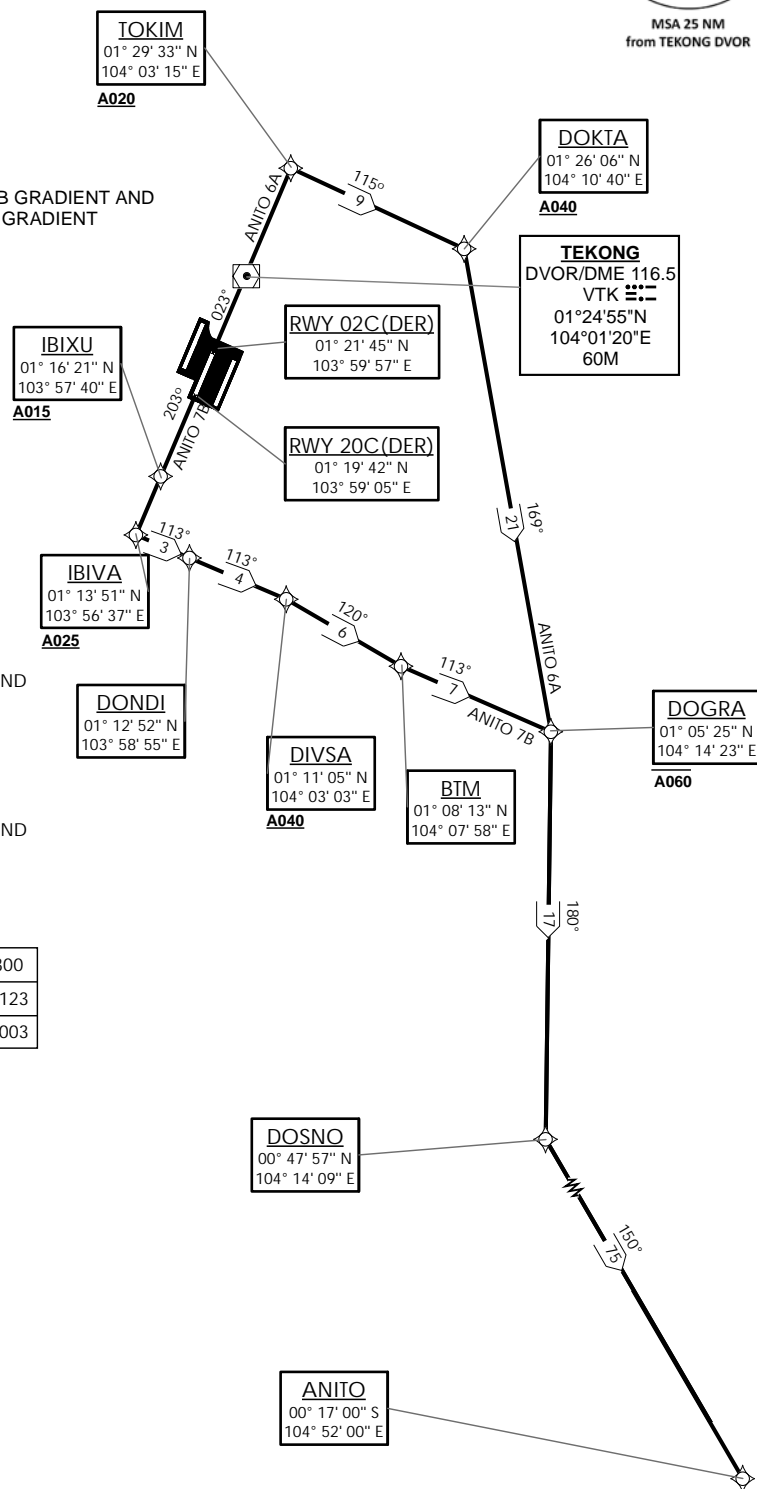 MSA 25 NM
from TEKONG DVOR
TOKIM
01° 29' 33" N
104° 03' 15" E
A020
DOKTA
01° 26' 06" N
104° 10' 40" E
A040
B GRADIENT AND
GRADIENT
ANITO 6A
115°
9
TEKONG
DVOR/DME 116.5
VTK
01°24'55"N
104°01'20"E
60M
023°
RWY 02C(DER)
01° 21' 45" N
103° 59' 57" E
IBIXU
01° 16' 21" N
103° 57' 40" E
A015
203°
ANITO 7B
RWY 20C(DER)
01° 19' 42" N
103° 59' 05" E
169°
21
ANITO 6A
113°
3
113°
4
120°
6
113°
7
ANITO 7B
IBIVA
01° 13' 51" N
103° 56' 37" E
A025
ND
DONDI
01° 12' 52" N
103° 58' 55" E
DIVSA
01° 11' 05" N
104° 03' 03" E
A040
BTM
01° 08' 13" N
104° 07' 58" E
DOGRA
01° 05' 25" N
104° 14' 23" E
A060
ND
180°
17
300
123
003
DOSNO
00° 47' 57" N
104° 14' 09" E
150°
75
ANITO
00° 17' 00" S
104° 52' 00" E